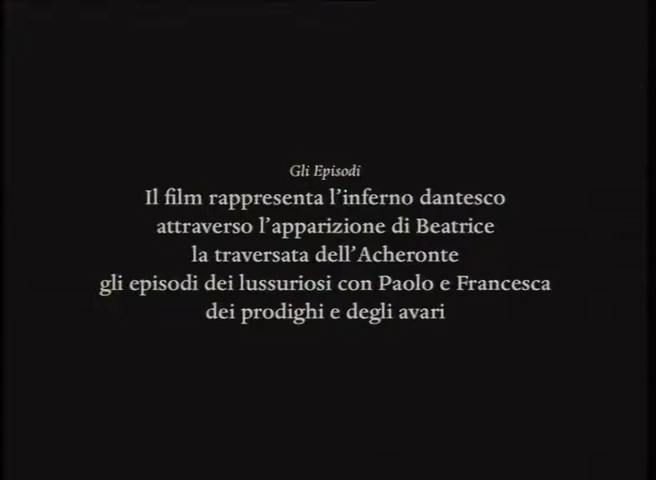 Gli Episodi
Il film rappresenta l'inferno dantesco
attraverso l'apparizione di Beatrice
la traversata dell'Acheronte
gli episodi dei lussuriosi con Paolo e Francesca
dei prodighi e degli avari